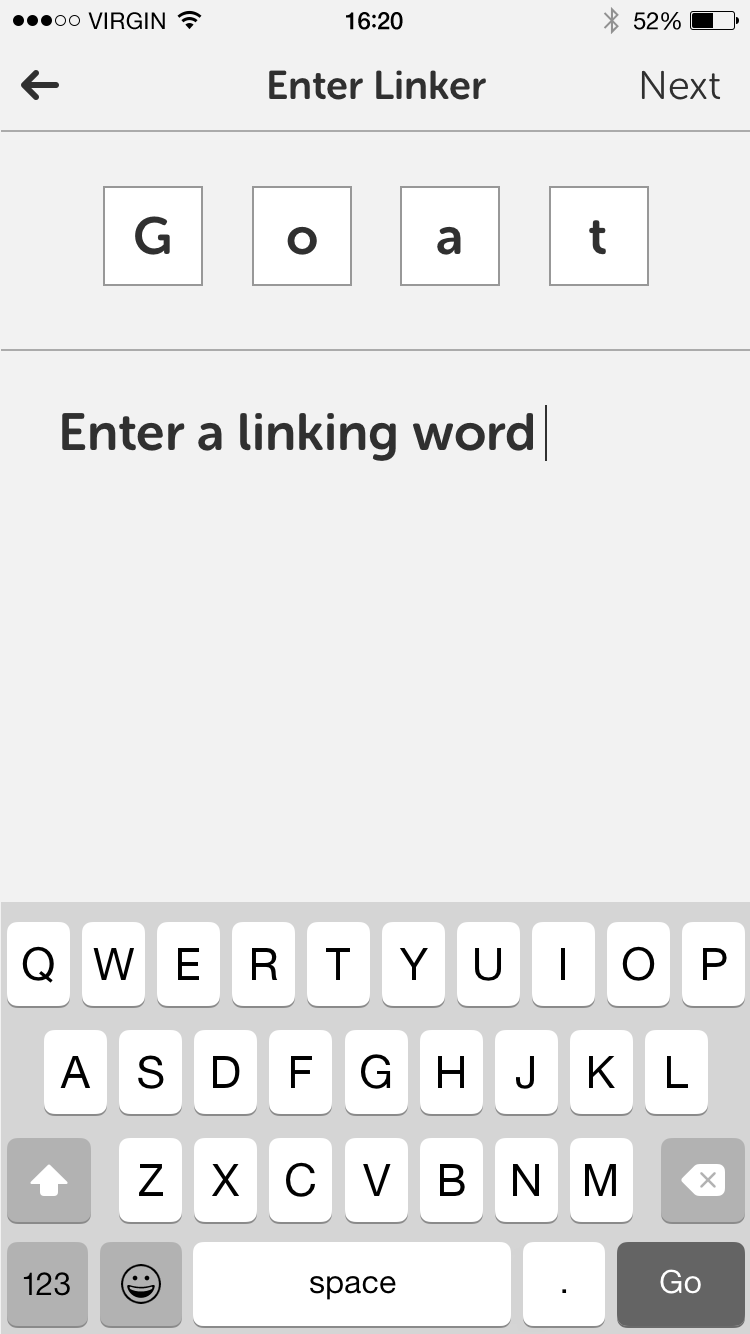 VIRGIN 16:20 52%
Enter Linker Next
G o a t
Enter a linking word
Q W E R T Y U I O P
A S D F G H J K L
Z X C V B N M
123 space . Go